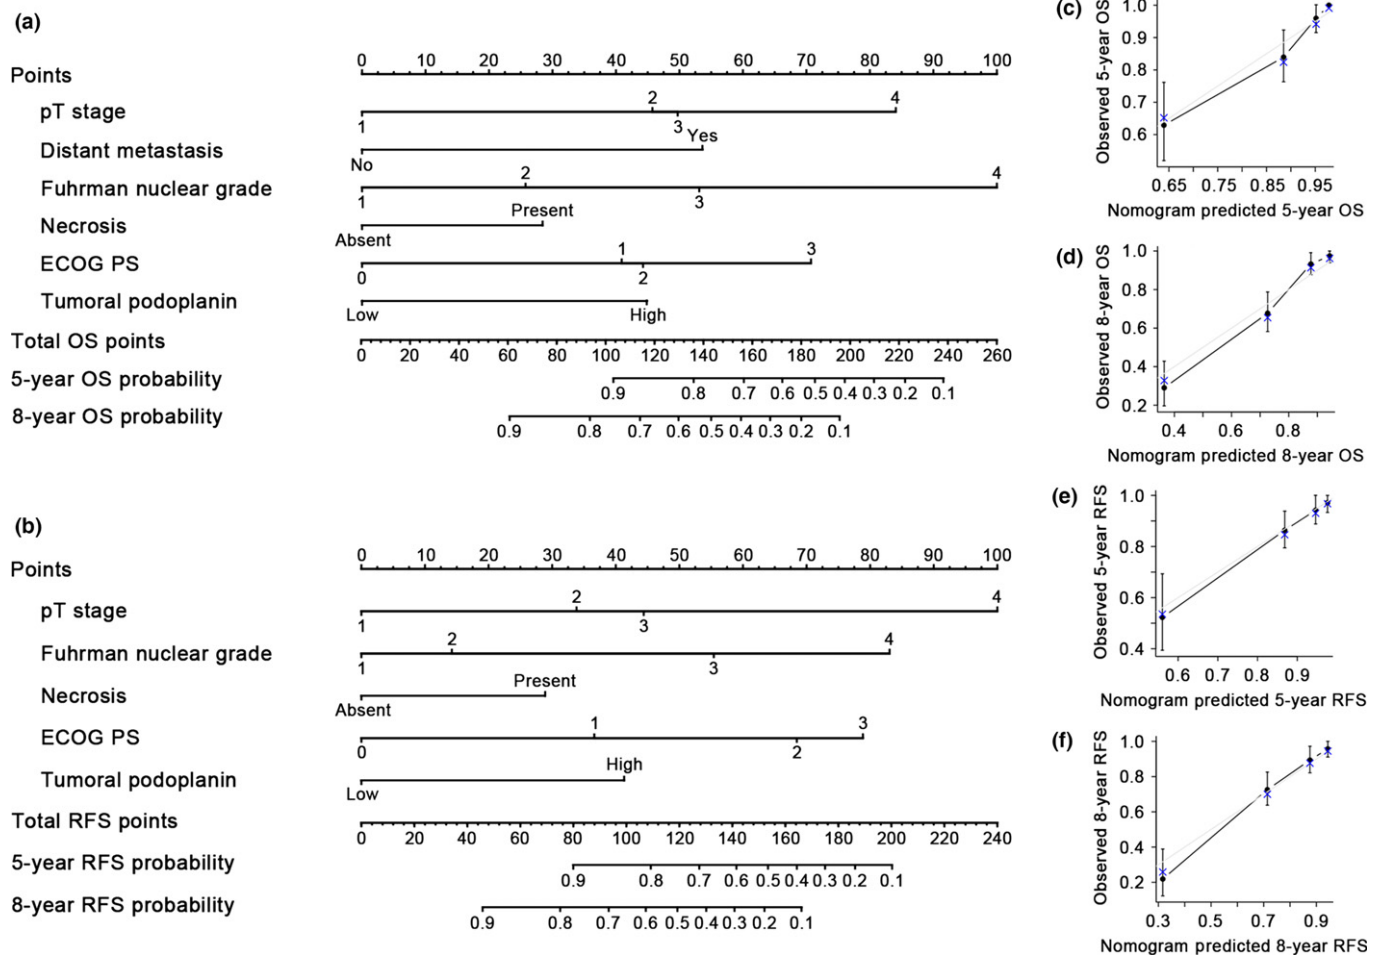 (a)
0 10 20 30 40 50 60 70 80 90 100
Points
2 4
pT stage
1 3 Yes
Distant metastasis
No 2 4
Fuhrman nuclear grade
1 3
Present
Necrosis
Absent 1 3
ECOG PS
0 2
Tumoral podoplanin
Low High
Total OS points
0 20 40 60 80 100 120 140 160 180 200 220 240 260
5-year OS probability
0.9 0.8 0.7 0.6 0.5 0.4 0.3 0.2 0.1
8-year OS probability
0.9 0.8 0.7 0.6 0.5 0.4 0.3 0.2 0.1
(b)
0 10 20 30 40 50 60 70 80 90 100
Points
2 4
pT stage
1 3
2 4
Fuhrman nuclear grade
1 3
Present
Necrosis
Absent
1 3
ECOG PS
0 2
High
Tumoral podoplanin
Low
Total RFS points
0 20 40 60 80 100 120 140 160 180 200 220 240
5-year RFS probability
0.9 0.8 0.7 0.6 0.5 0.4 0.3 0.2 0.1
8-year RFS probability
0.9 0.8 0.7 0.6 0.5 0.4 0.3 0.2 0.1
(c)
Observed 5-year OS
1.0
0.9
0.8
0.7
0.6
0.65 0.75 0.85 0.95
Nomogram predicted 5-year OS
(d)
Observed 8-year OS
1.0
0.8
0.6
0.4
0.2
0.4 0.6 0.8
Nomogram predicted 8-year OS
(e)
Observed 5-year RFS
1.0
0.8
0.6
0.4
0.6 0.7 0.8 0.9
Nomogram predicted 5-year RFS
(f)
Observed 8-year RFS
1.0
0.8
0.6
0.4
0.2
0.3 0.5 0.7 0.9
Nomogram predicted 8-year RFS